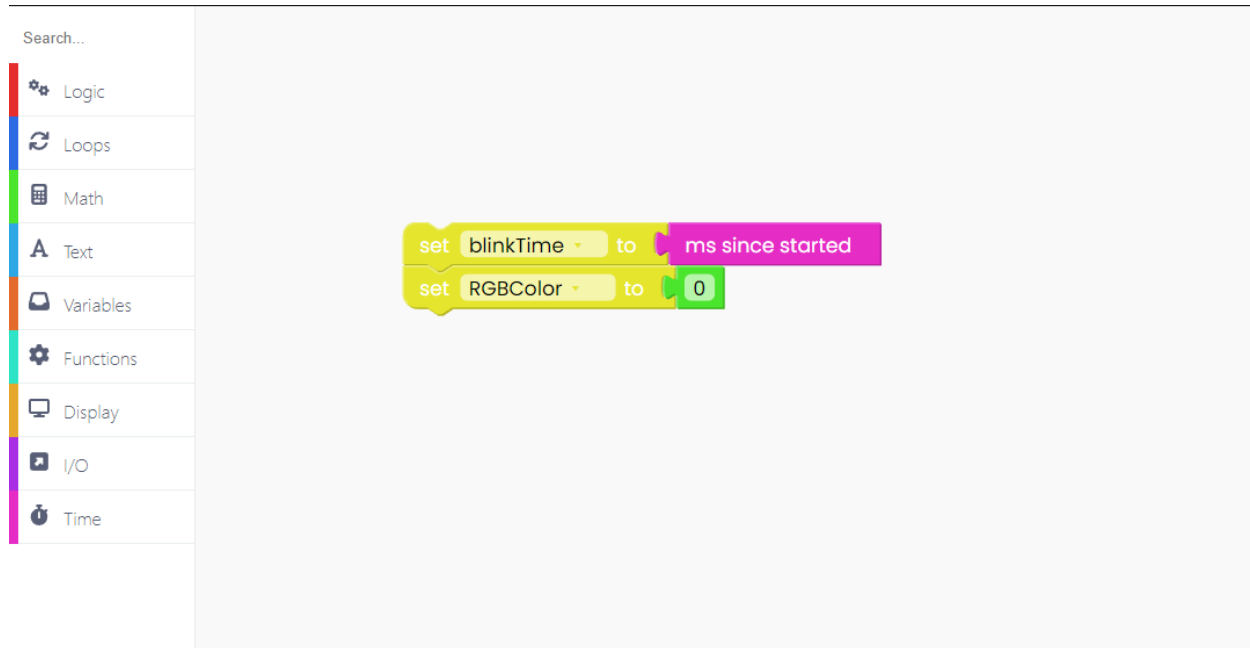 Search...
Logic
Loops
Math
Text
Variables
Functions
Display
I/O
Time
set blinkTime to ms since started
set RGBColor to 0